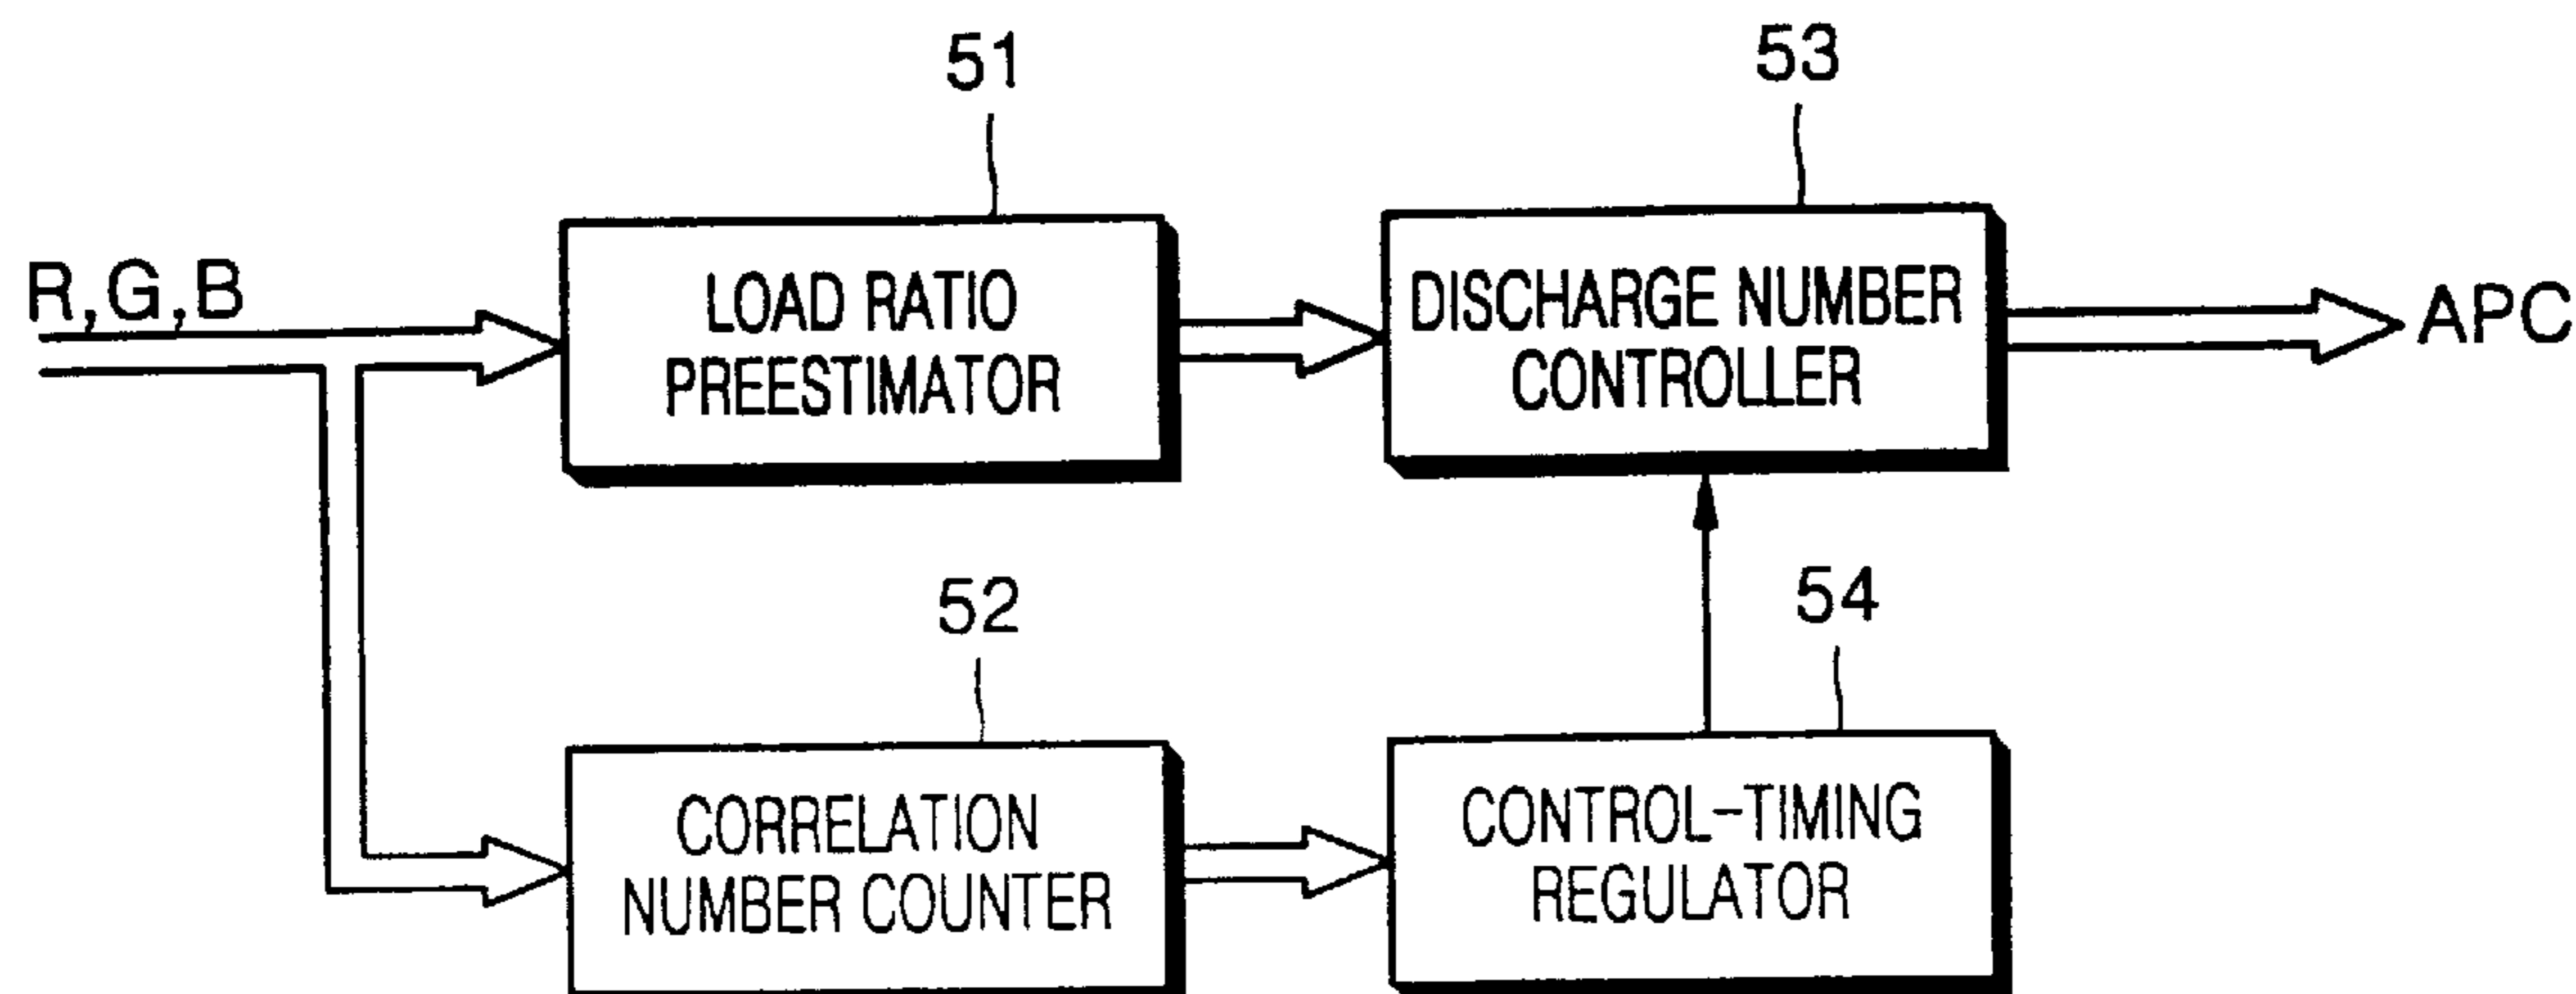 51
53
R,G,B
LOAD RATIO
PREESTIMATOR
DISCHARGE NUMBER
CONTROLLER
APC
52
54
CORRELATION
NUMBER COUNTER
CONTROL-TIMING
REGULATOR